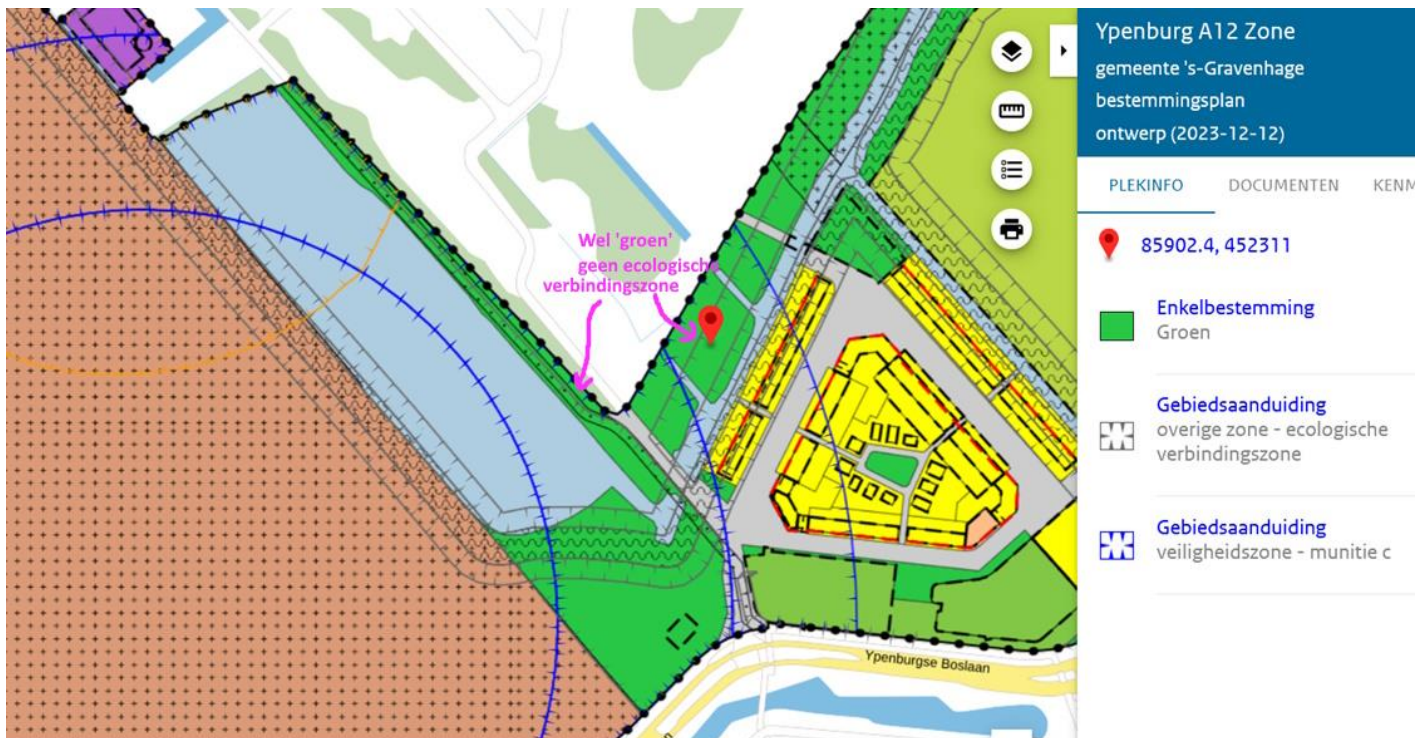 Wel 'groen'
geen ecologische
verbindingszone
Ypenburgse Boslaan
Ypenburg A12 Zone
gemeente 's-Gravenhage
bestemmingsplan
ontwerp (2023-12-12)
PLEKINFO DOCUMENTEN KENM
85902.4, 452311
Enkelbestemming
Groen
Gebiedsaanduiding
overige zone - ecologische
verbindingszone
Gebiedsaanduiding
veiligheidszone - munitie c